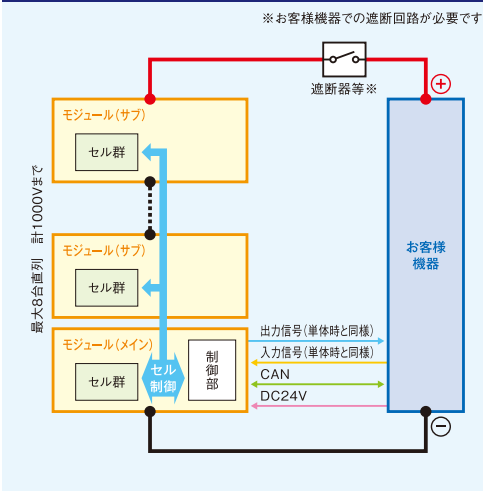 ※お客様機器での遮断回路が必要です
遮断器等※
＋
モジュール(サブ)
セル群
最大8台直列　計1000Vまで
モジュール(サブ)
セル群
お客様
機器
モジュール(メイン)
セル群
セル
制御
制御部
出力信号(単体時と同様)
入力信号(単体時と同様)
CAN
DC24V
−